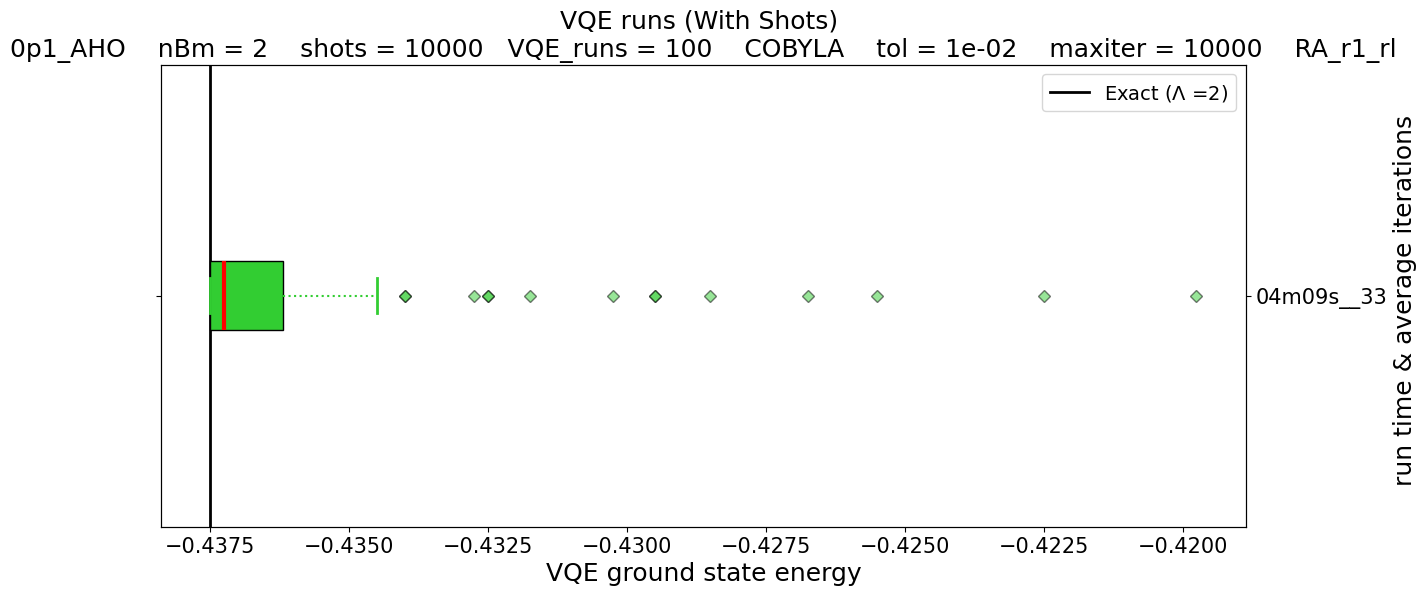 VQE runs (With Shots)
0p1_AHO nBm = 2 shots = 10000 VQE_runs = 100 COBYLA tol = 1e-02 maxiter = 10000 RA_r1_rl
Exact (Λ =2)
04m09s__33
run time & average iterations
−0.4375 −0.4350 −0.4325 −0.4300 −0.4275 −0.4250 −0.4225 −0.4200
VQE ground state energy